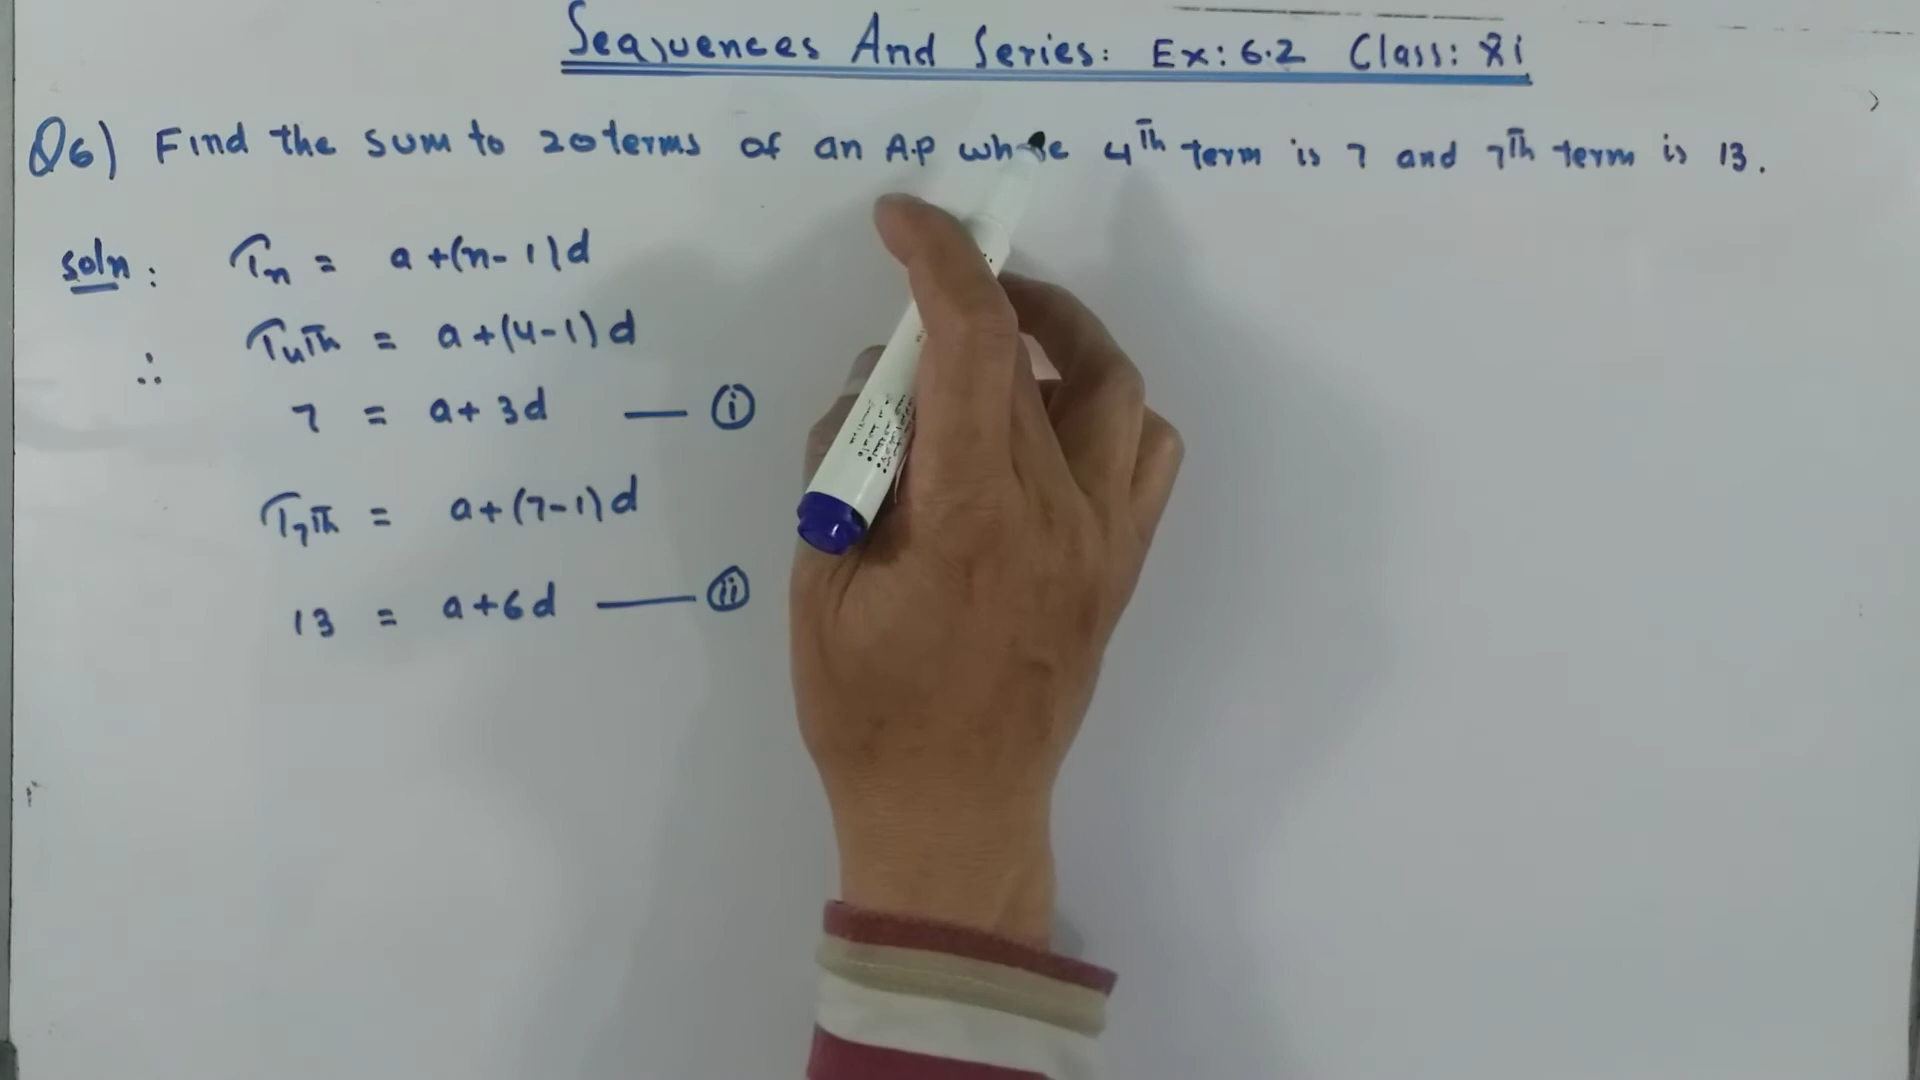 Sequences And Series: Ex: 6.2 Class: XI
Q6) Find the sum to 20 terms of an A.P whose 4th term is 7 and 7th term is 13.
Soln: Tn = a+(n-1)d
∴ T4th = a+(4-1)d
7 = a+3d — (i)
T7th = a+(7-1)d
13 = a+6d — (ii)